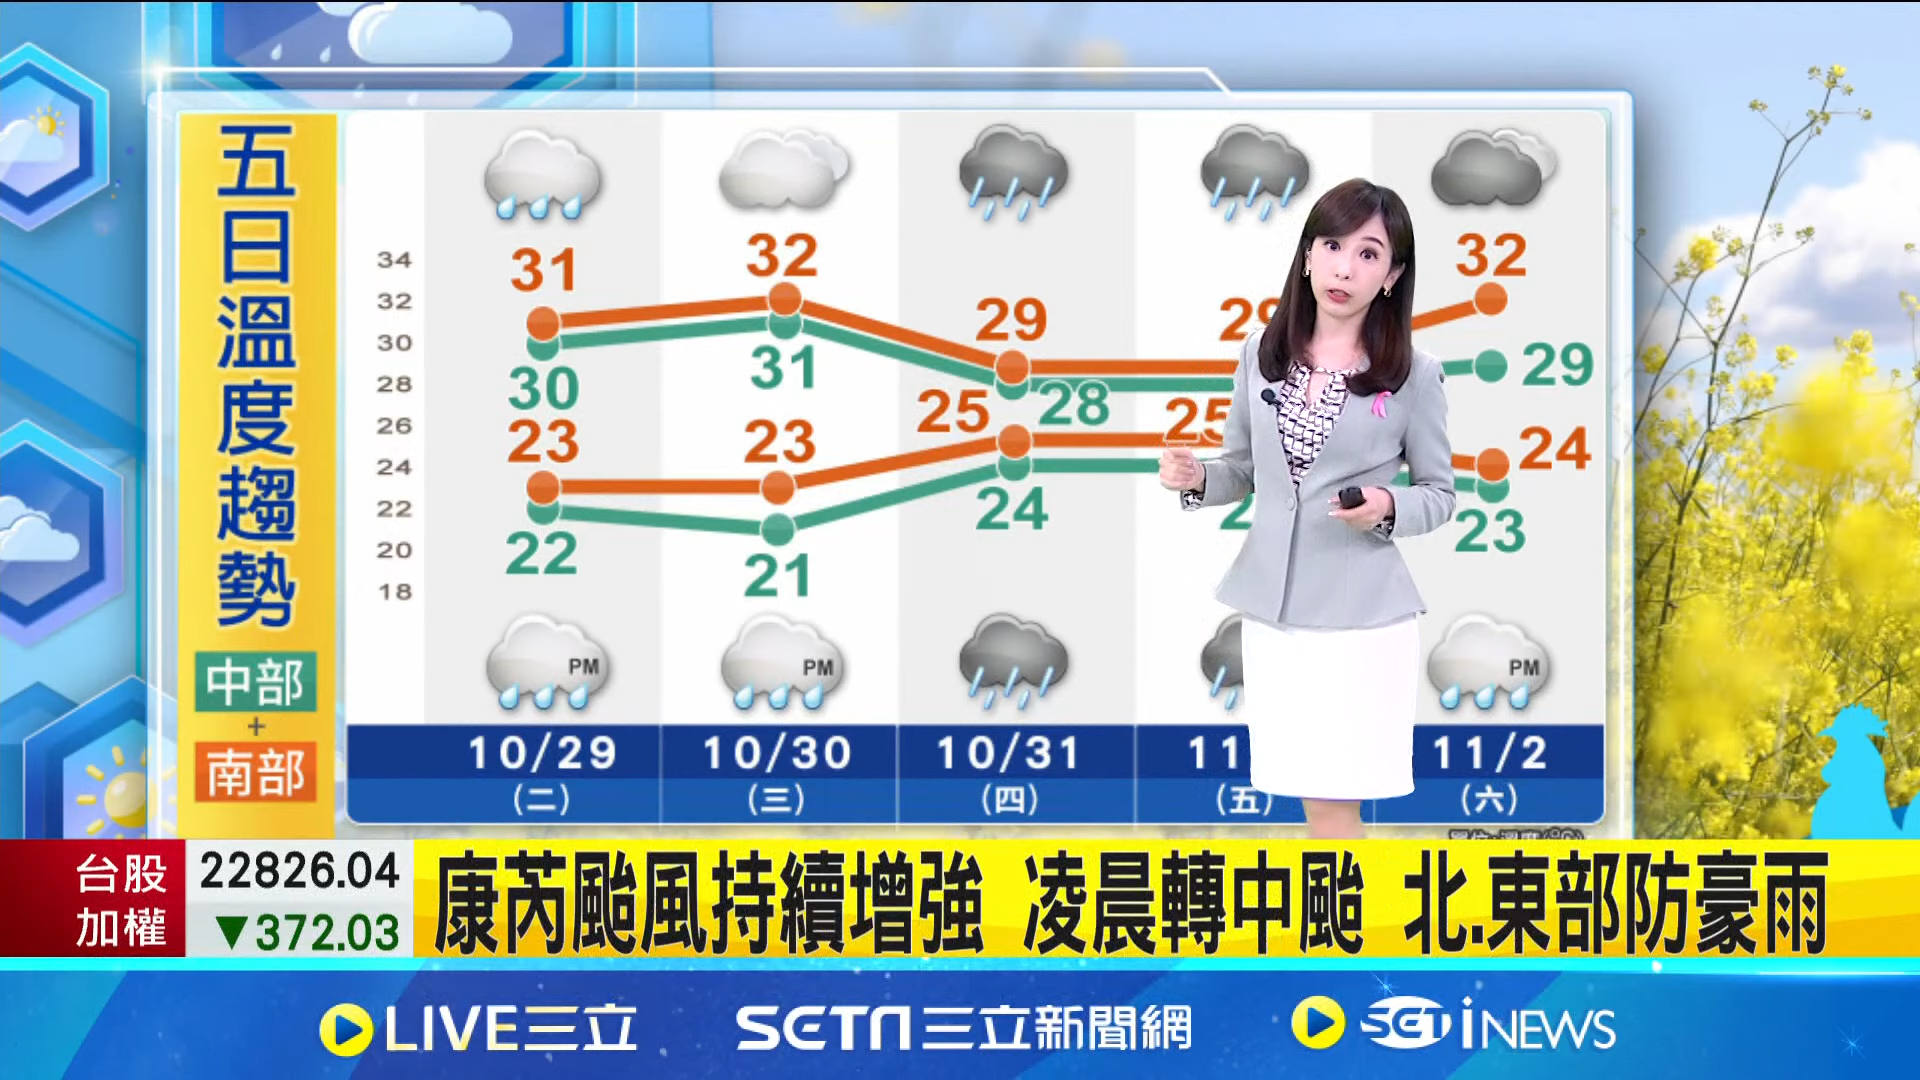 五日溫度趨勢
中部
+
南部
34
32
30
28
26
24
22
20
18
31
32
29
32
30
31
28
29
23
23
25
25
24
22
21
24
23
PM
PM
PM
10/29
10/30
10/31
11/2
(二)
(三)
(四)
(五)
(六)
台股
加權
22826.04
▼372.03
康芮颱風持續增強 凌晨轉中颱 北.東部防豪雨
LIVE三立
SETN三立新聞網
SET iNEWS